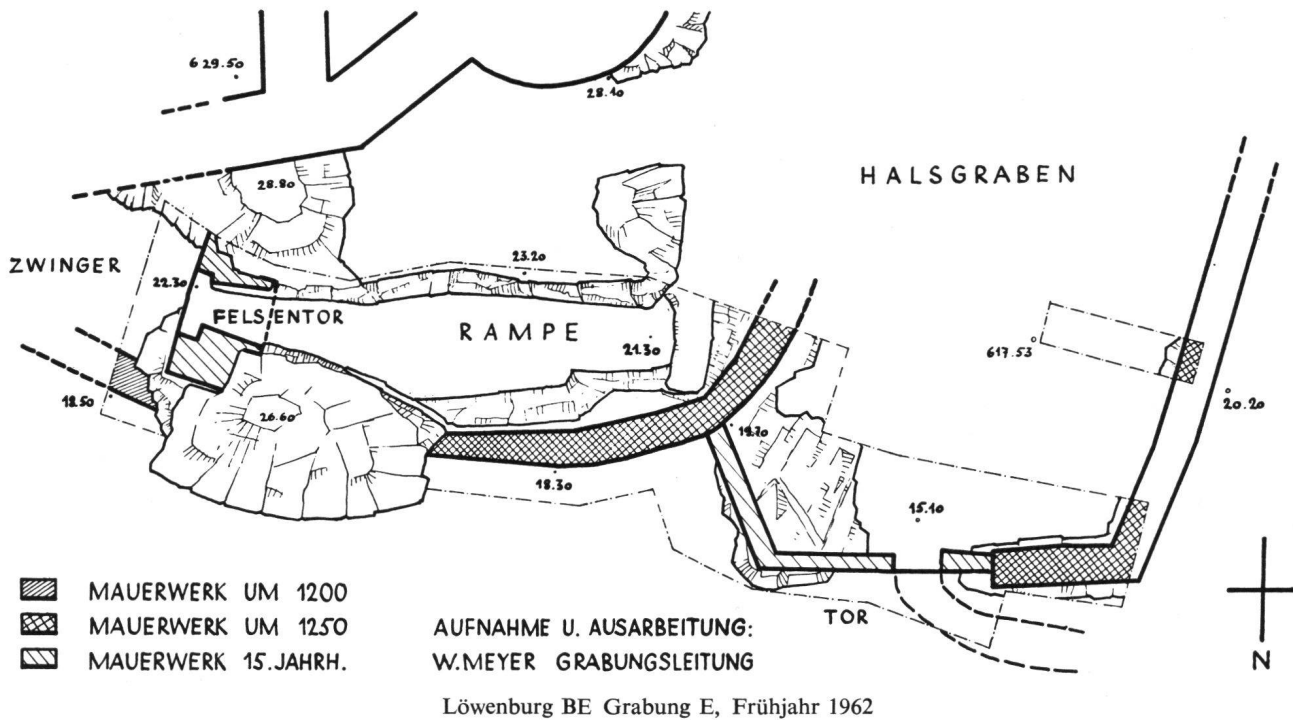 629.50
28.10
HALSGRABEN
28.80
ZWINGER
22.30
23.20
FELSENTOR
RAMPE
21.30
617.53
18.50
26.60
19.70
20.20
18.30
15.10
TOR
MAUERWERK UM 1200
MAUERWERK UM 1250
MAUERWERK 15.JAHRH.
AUFNAHME U. AUSARBEITUNG:
W.MEYER GRABUNGSLEITUNG
N
Löwenburg BE Grabung E, Frühjahr 1962